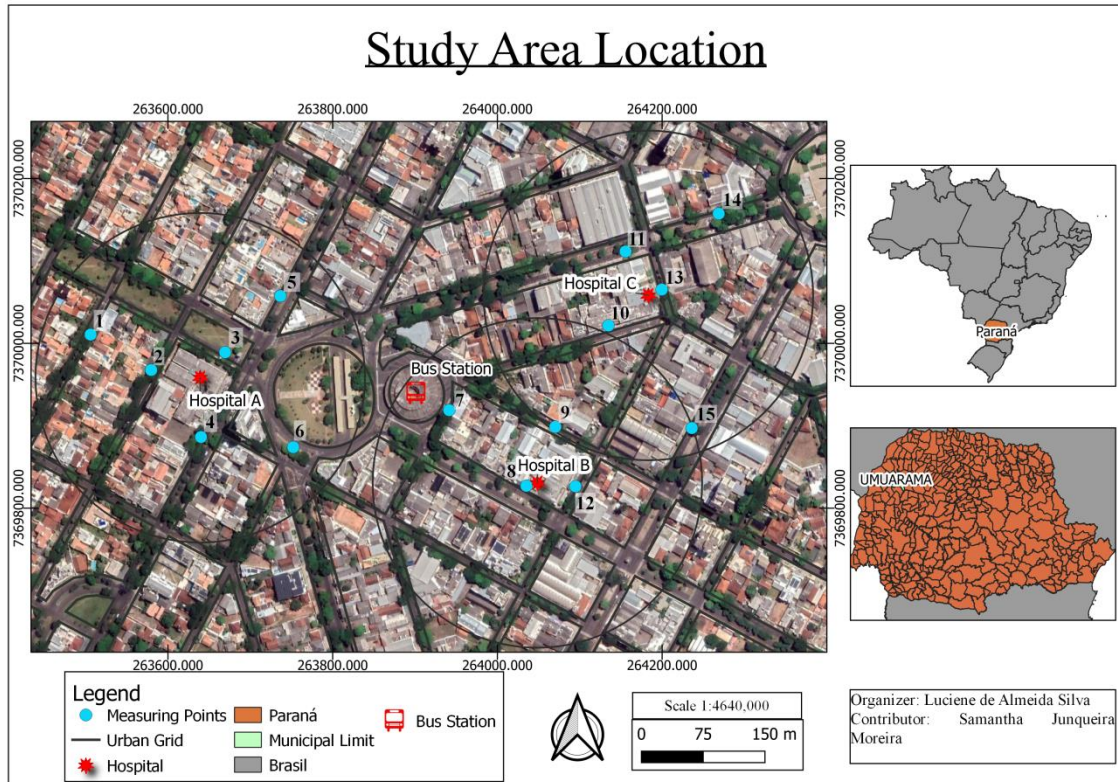 Study Area Location
263600.000 263800.000 264000.000 264200.000
7370200.000 7370200.000
14
11
Hospital C 13
5
10
1
3
7370000.000 7370000.000
2
Bus Station
Hospital A
7
4
9 15
6
8 Hospital B
12
7369800.000 7369800.000
263600.000 263800.000 264000.000 264200.000
Paraná
UMUARAMA
Legend
Measuring Points Paraná Bus Station
Urban Grid Municipal Limit
Hospital Brasil
Scale 1:4640,000
0 75 150 m
Organizer: Luciene de Almeida Silva
Contributor: Samantha Junqueira
Moreira